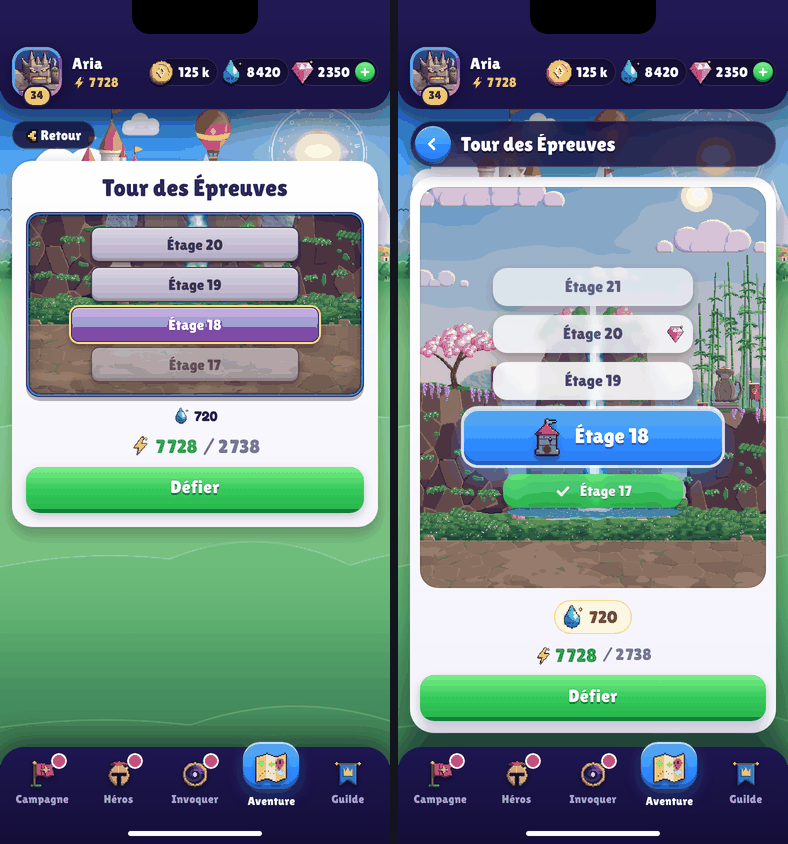 Aria
7728
125 k
8420
2350
34
Retour
Tour des Épreuves
Étage 20
Étage 19
Étage 18
Étage 17
720
7728 / 2738
Défier
Campagne
Héros
Invoquer
Aventure
Guilde
Aria
7728
125 k
8420
2350
34
Tour des Épreuves
Étage 21
Étage 20
Étage 19
Étage 18
Étage 17
720
7728 / 2738
Défier
Campagne
Héros
Invoquer
Aventure
Guilde